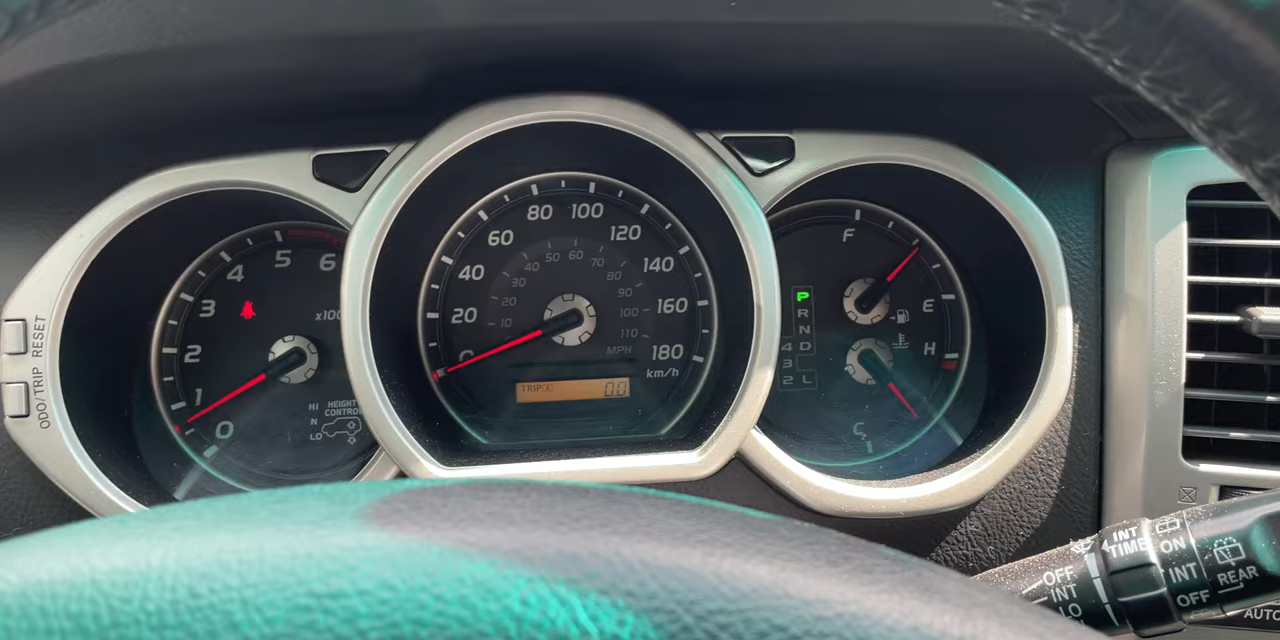 ODO/TRIP RESET
0
1
2
3
4
5
6
x100
HI
N
LO
HEIGHT
CONTROL
0
20
40
60
80
100
120
140
160
180
km/h
10
20
30
40
50
60
70
80
90
100
110
MPH
TRIP
0.0
P
R
N
4 D
3
2 L
F
E
H
C
INT
TIME
OFF
INT
LO
ON
INT
OFF
REAR
AUTO